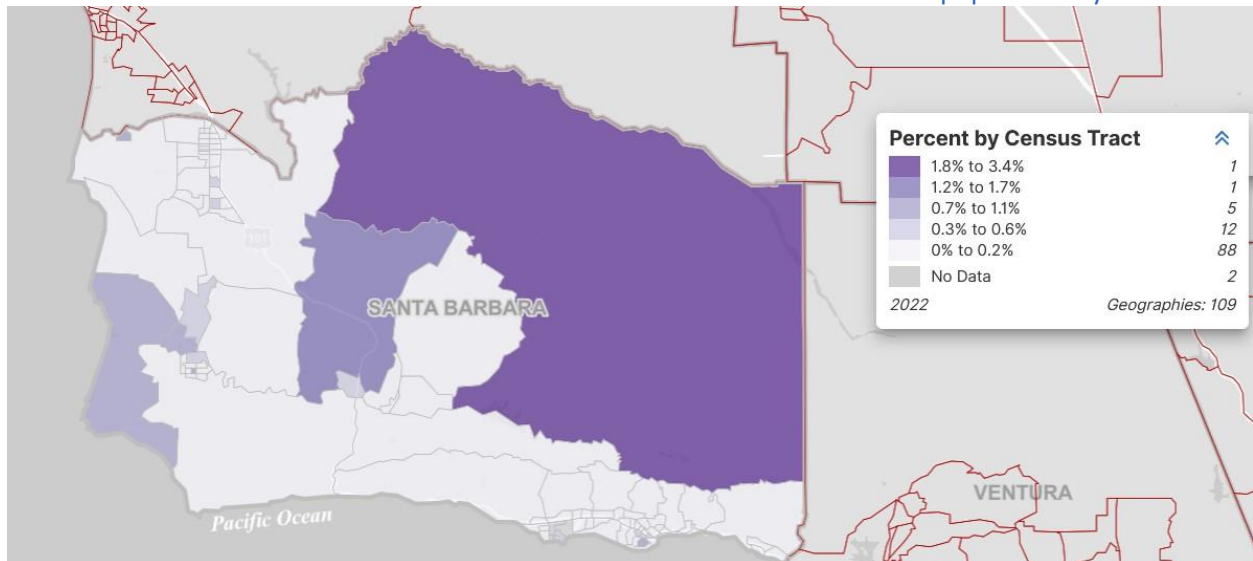 Percent by Census Tract
1.8% to 3.4% 1
1.2% to 1.7% 1
0.7% to 1.1% 5
0.3% to 0.6% 12
0% to 0.2% 88
No Data 2
2022 Geographies: 109
101
SANTA BARBARA
VENTURA
Pacific Ocean